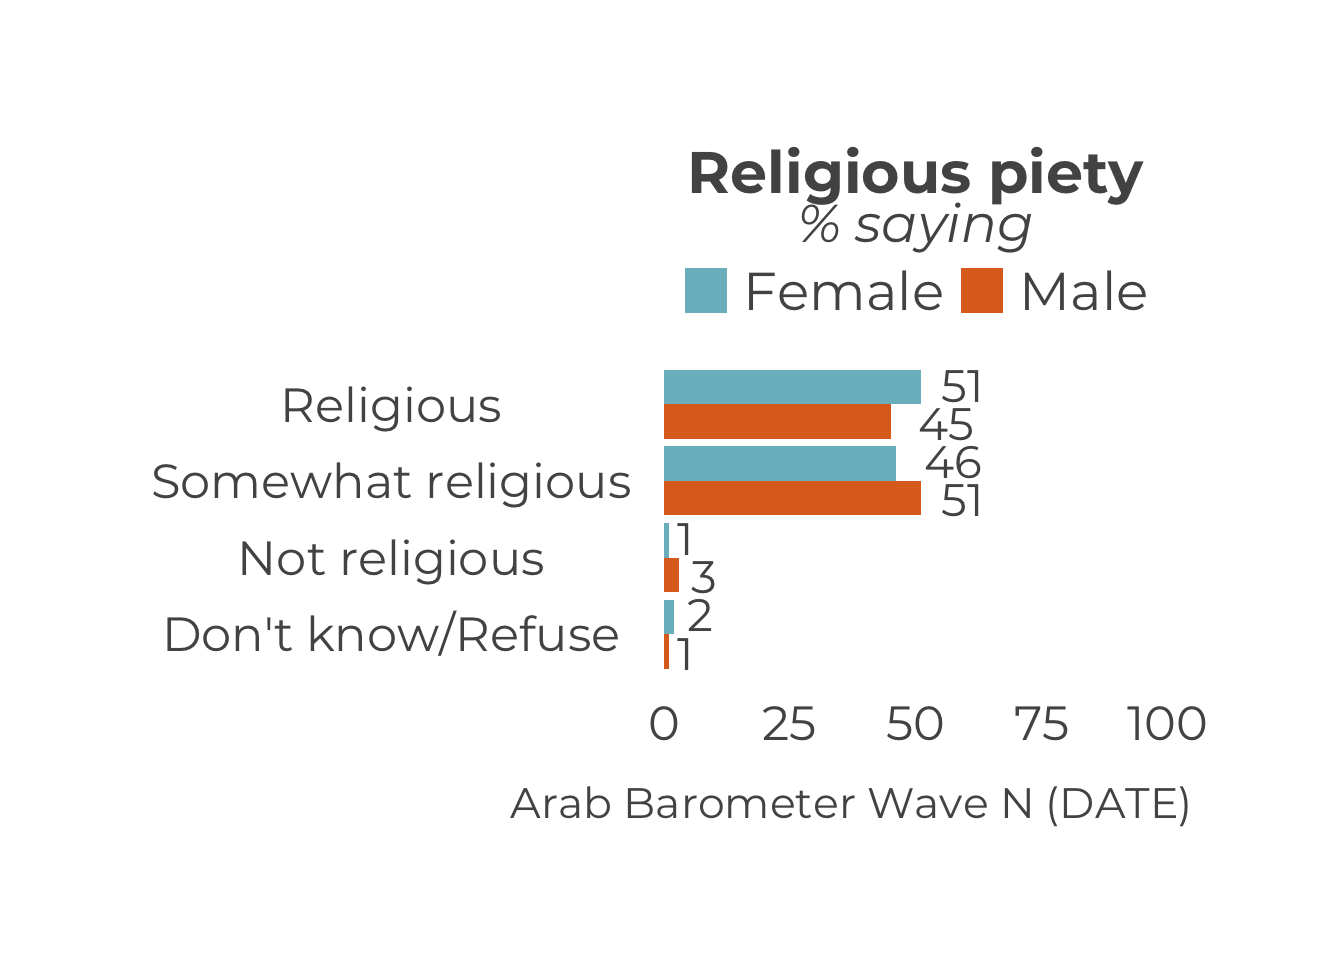 Religious piety
% saying
Female Male
Religious
51
45
Somewhat religious
46
51
Not religious
1
3
Don't know/Refuse
2
1
0 25 50 75 100
Arab Barometer Wave N (DATE)